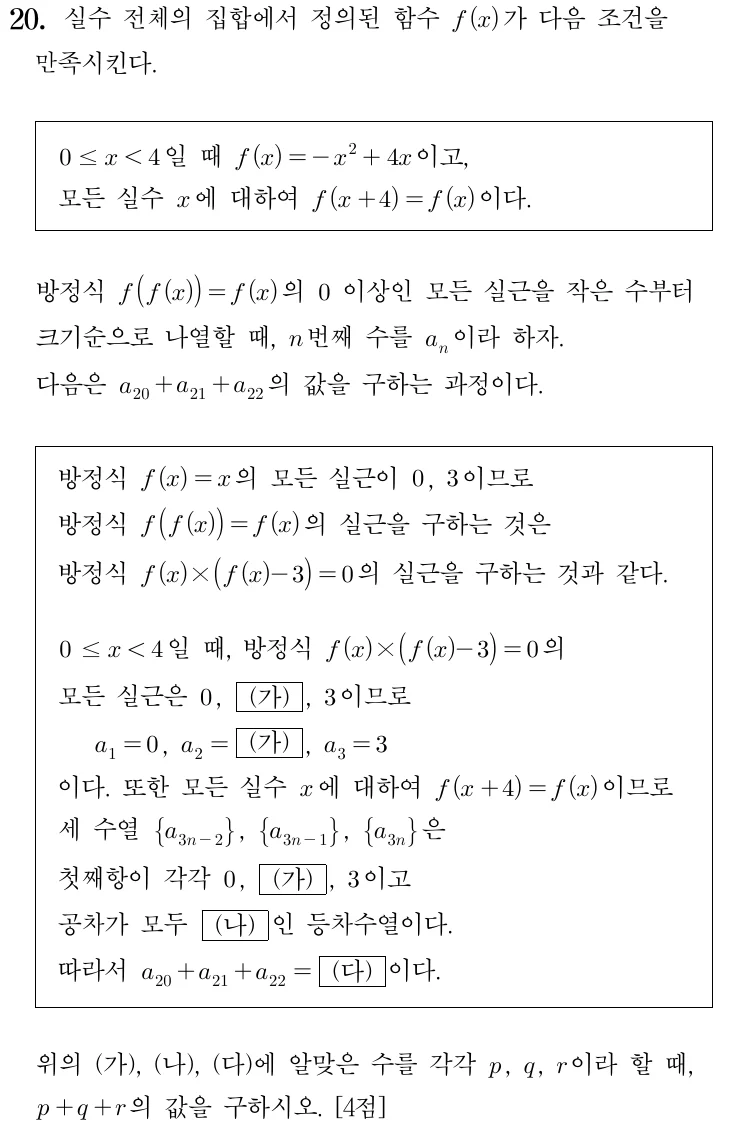 20. 실수 전체의 집합에서 정의된 함수 f(x)가 다음 조건을
만족시킨다.
0 ≤ x < 4일 때 f(x) = −x² + 4x이고,
모든 실수 x에 대하여 f(x+4) = f(x)이다.
방정식 f(f(x)) = f(x)의 0 이상인 모든 실근을 작은 수부터
크기순으로 나열할 때, n번째 수를 aₙ이라 하자.
다음은 a₂₀ + a₂₁ + a₂₂의 값을 구하는 과정이다.
방정식 f(x) = x의 모든 실근이 0, 3이므로
방정식 f(f(x)) = f(x)의 실근을 구하는 것은
방정식 f(x)×(f(x)−3) = 0의 실근을 구하는 것과 같다.
0 ≤ x < 4일 때, 방정식 f(x)×(f(x)−3) = 0의
모든 실근은 0, (가), 3이므로
a₁ = 0, a₂ = (가), a₃ = 3
이다. 또한 모든 실수 x에 대하여 f(x+4) = f(x)이므로
세 수열 {a₃ₙ₋₂}, {a₃ₙ₋₁}, {a₃ₙ}은
첫째항이 각각 0, (가), 3이고
공차가 모두 (나)인 등차수열이다.
따라서 a₂₀ + a₂₁ + a₂₂ = (다)이다.
위의 (가), (나), (다)에 알맞은 수를 각각 p, q, r이라 할 때,
p+q+r의 값을 구하시오. [4점]